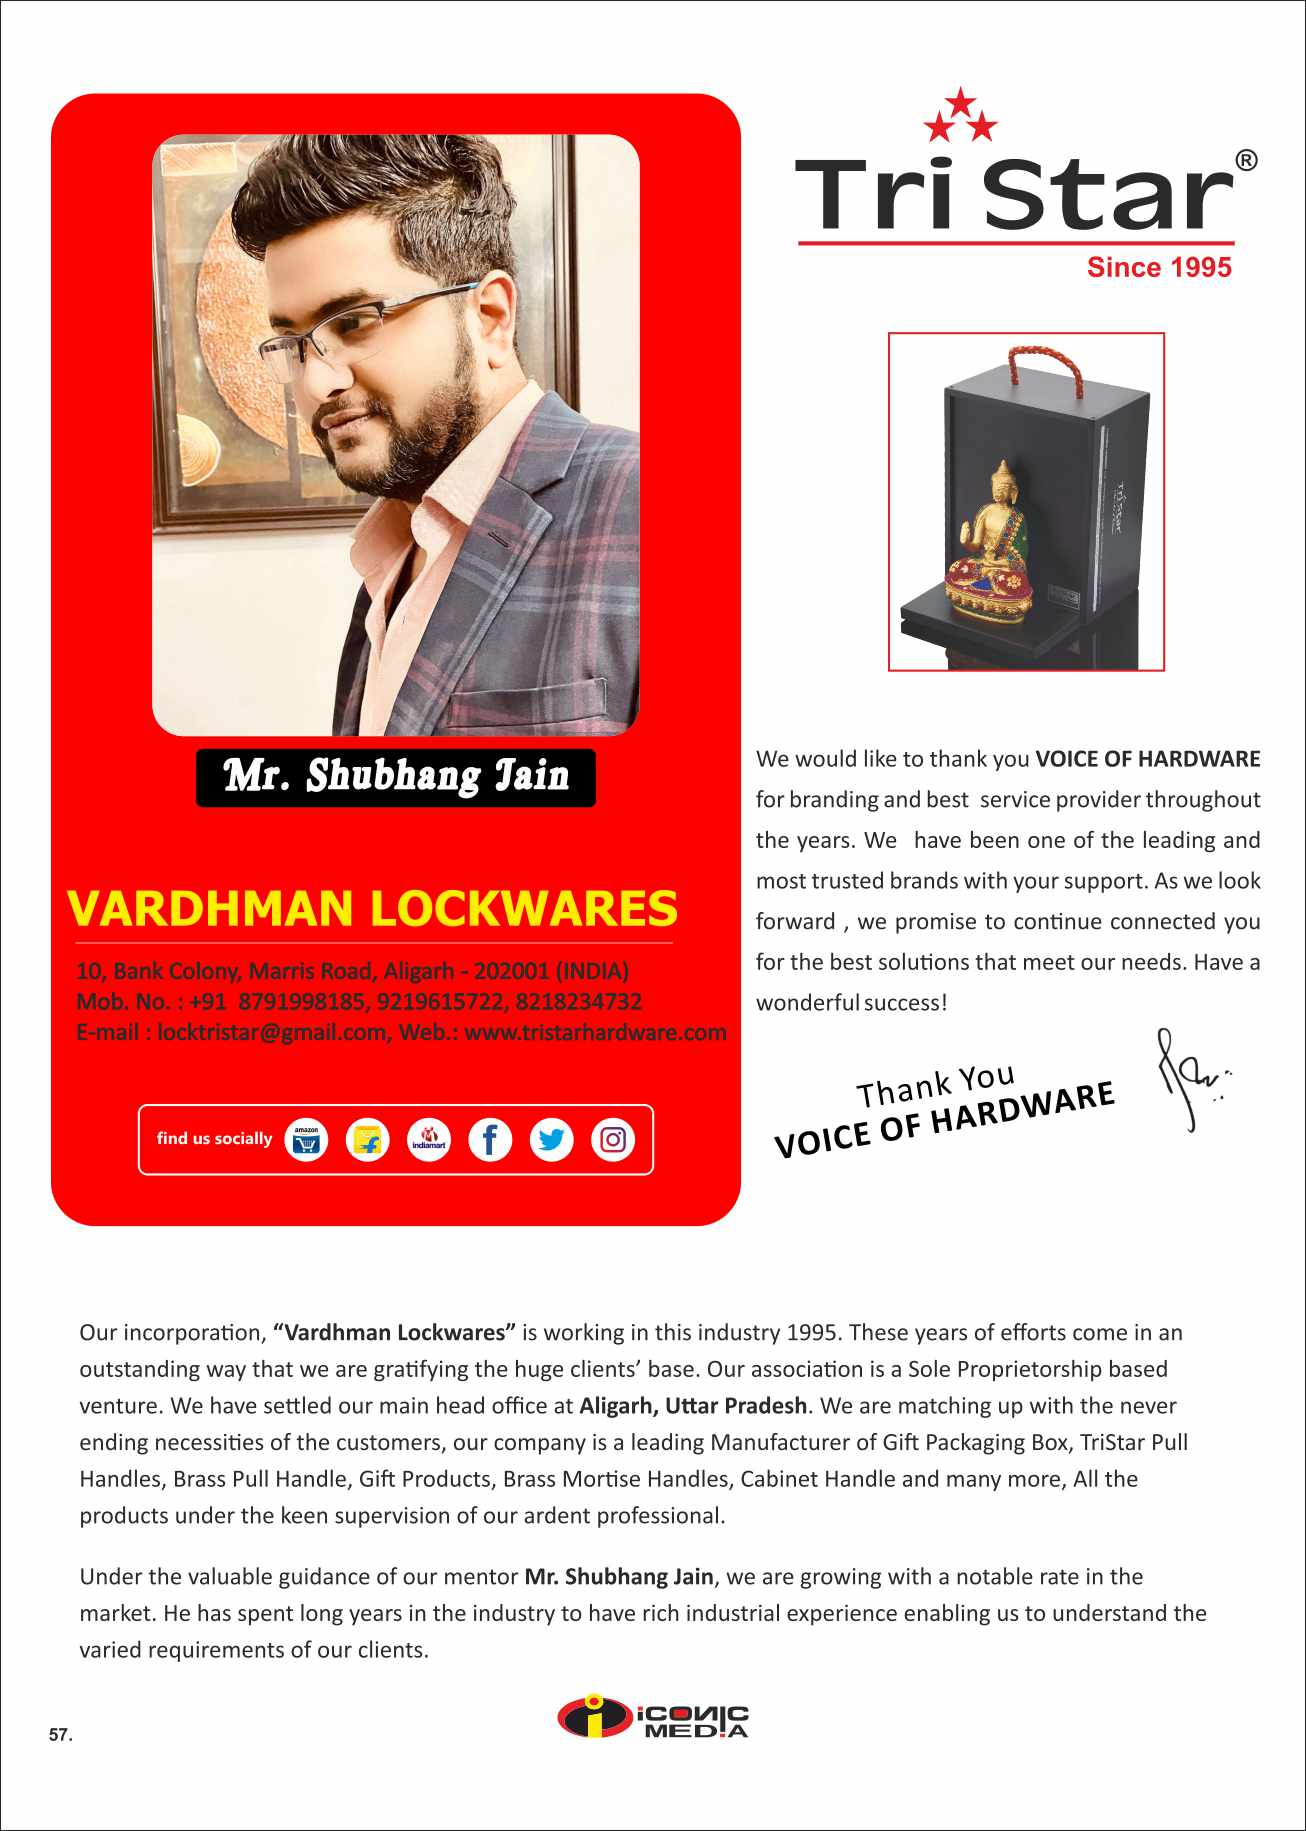 Mr. Shubhang Jain
VARDHMAN LOCKWARES
10, Bank Colony, Marris Road, Aligarh - 202001 (INDIA)
Mob. No. : +91 8791998185, 9219615722, 8218234732
E-mail : locktristar@gmail.com, Web.: www.tristarhardware.com
find us socially
amazon
indiamart
Tri Star®
Since 1995
Tristar
We would like to thank you VOICE OF HARDWARE
for branding and best service provider throughout
the years. We have been one of the leading and
most trusted brands with your support. As we look
forward , we promise to continue connected you
for the best solutions that meet our needs. Have a
wonderful success!
Thank You
VOICE OF HARDWARE
Our incorporation, “Vardhman Lockwares” is working in this industry 1995. These years of efforts come in an
outstanding way that we are gratifying the huge clients’ base. Our association is a Sole Proprietorship based
venture. We have settled our main head office at Aligarh, Uttar Pradesh. We are matching up with the never
ending necessities of the customers, our company is a leading Manufacturer of Gift Packaging Box, TriStar Pull
Handles, Brass Pull Handle, Gift Products, Brass Mortise Handles, Cabinet Handle and many more, All the
products under the keen supervision of our ardent professional.
Under the valuable guidance of our mentor Mr. Shubhang Jain, we are growing with a notable rate in the
market. He has spent long years in the industry to have rich industrial experience enabling us to understand the
varied requirements of our clients.
57.
iCONIC
MEDIA